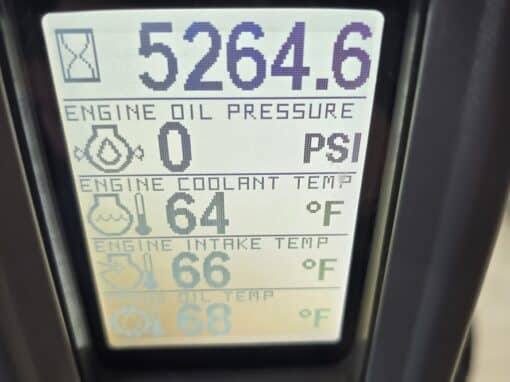 5264.6
ENGINE OIL PRESSURE
0 PSI
ENGINE COOLANT TEMP
64 °F
ENGINE INTAKE TEMP
66 °F
OIL TEMP
68 °F